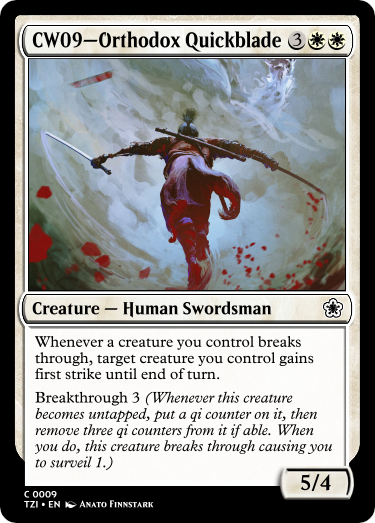 CW09—Orthodox Quickblade 3
Creature — Human Swordsman
Whenever a creature you control breaks
through, target creature you control gains
first strike until end of turn.
Breakthrough 3 (Whenever this creature
becomes untapped, put a qi counter on it, then
remove three qi counters from it if able. When
you do, this creature breaks through causing you
to surveil 1.)
5/4
C 0009
TZI • EN Anato Finnstark